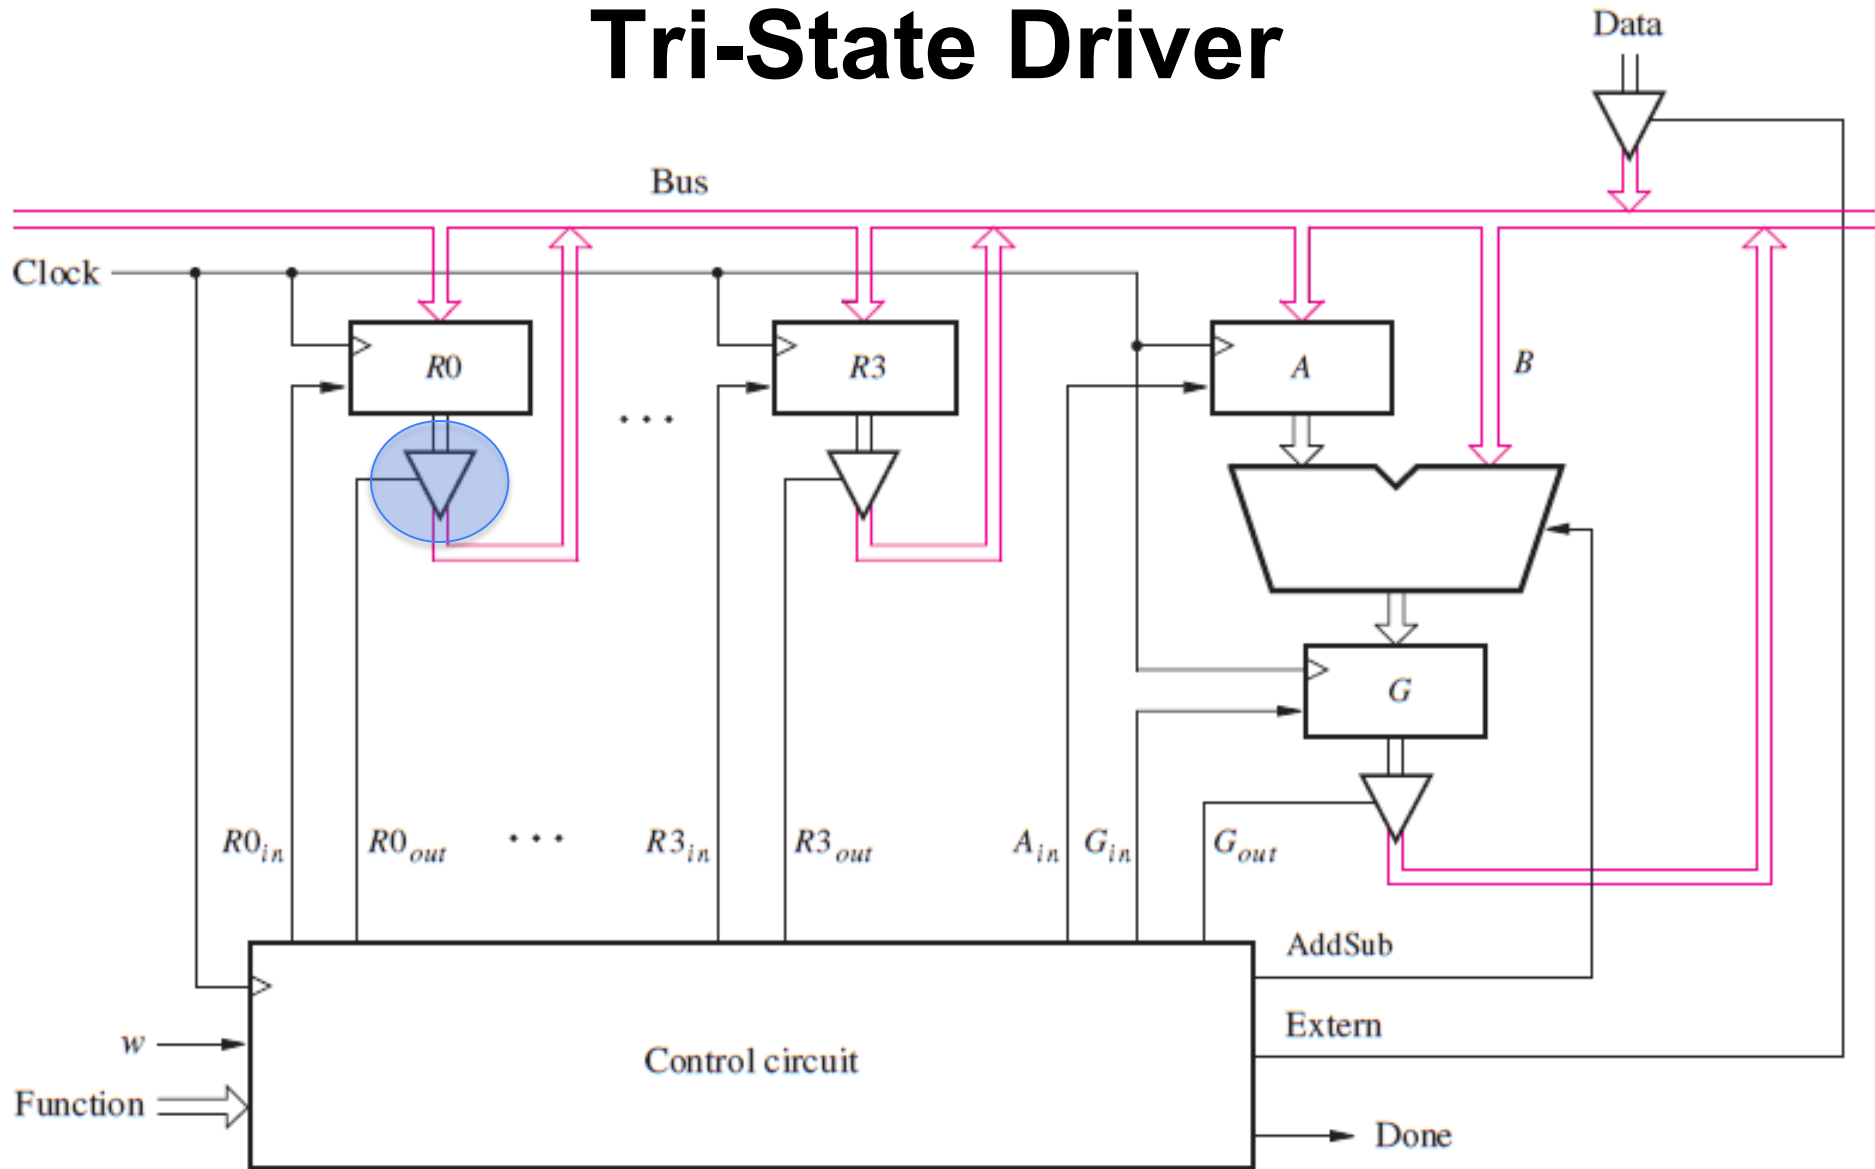 Tri-State Driver
Data
Bus
Clock
R0
R3
A
B
...
G
R0in
R0out
...
R3in
R3out
Ain
Gin
Gout
AddSub
Extern
w
Control circuit
Function
Done